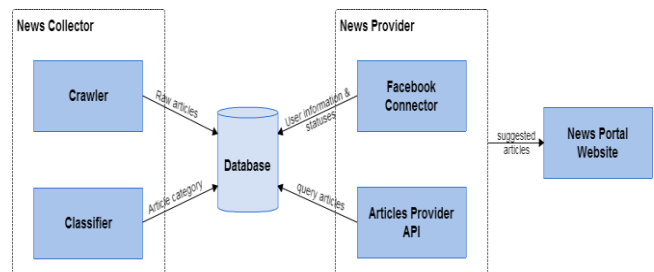 News Collector
News Provider
Crawler
Raw articles
Facebook
Connector
User information &
statuses
Database
suggested
articles
News Portal
Website
Classifier
Article category
query articles
Articles Provider
API